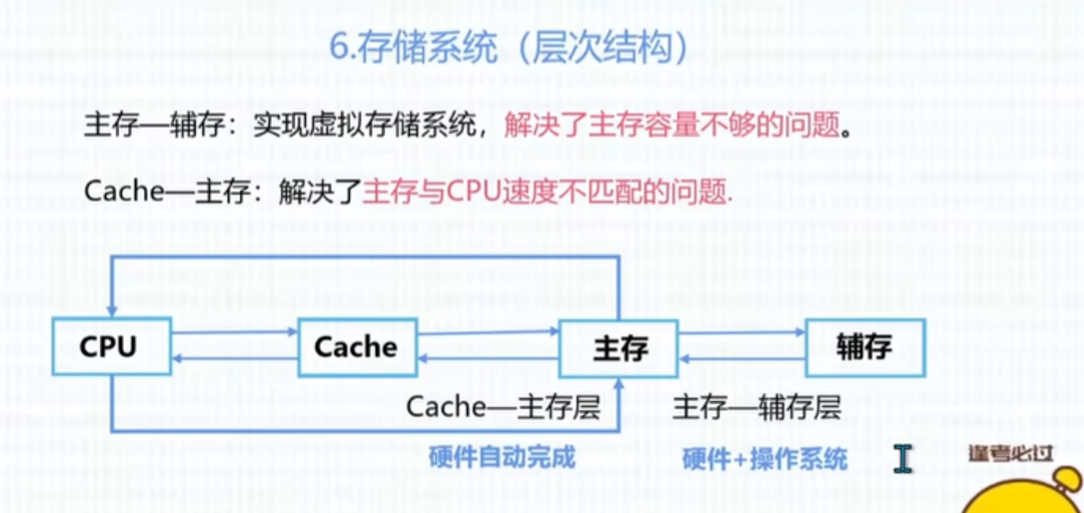 6.存储系统（层次结构）
主存—辅存：实现虚拟存储系统，解决了主存容量不够的问题。
Cache—主存：解决了主存与CPU速度不匹配的问题.
CPU
Cache
主存
辅存
Cache—主存层
主存—辅存层
硬件自动完成
硬件+操作系统
逢考必过